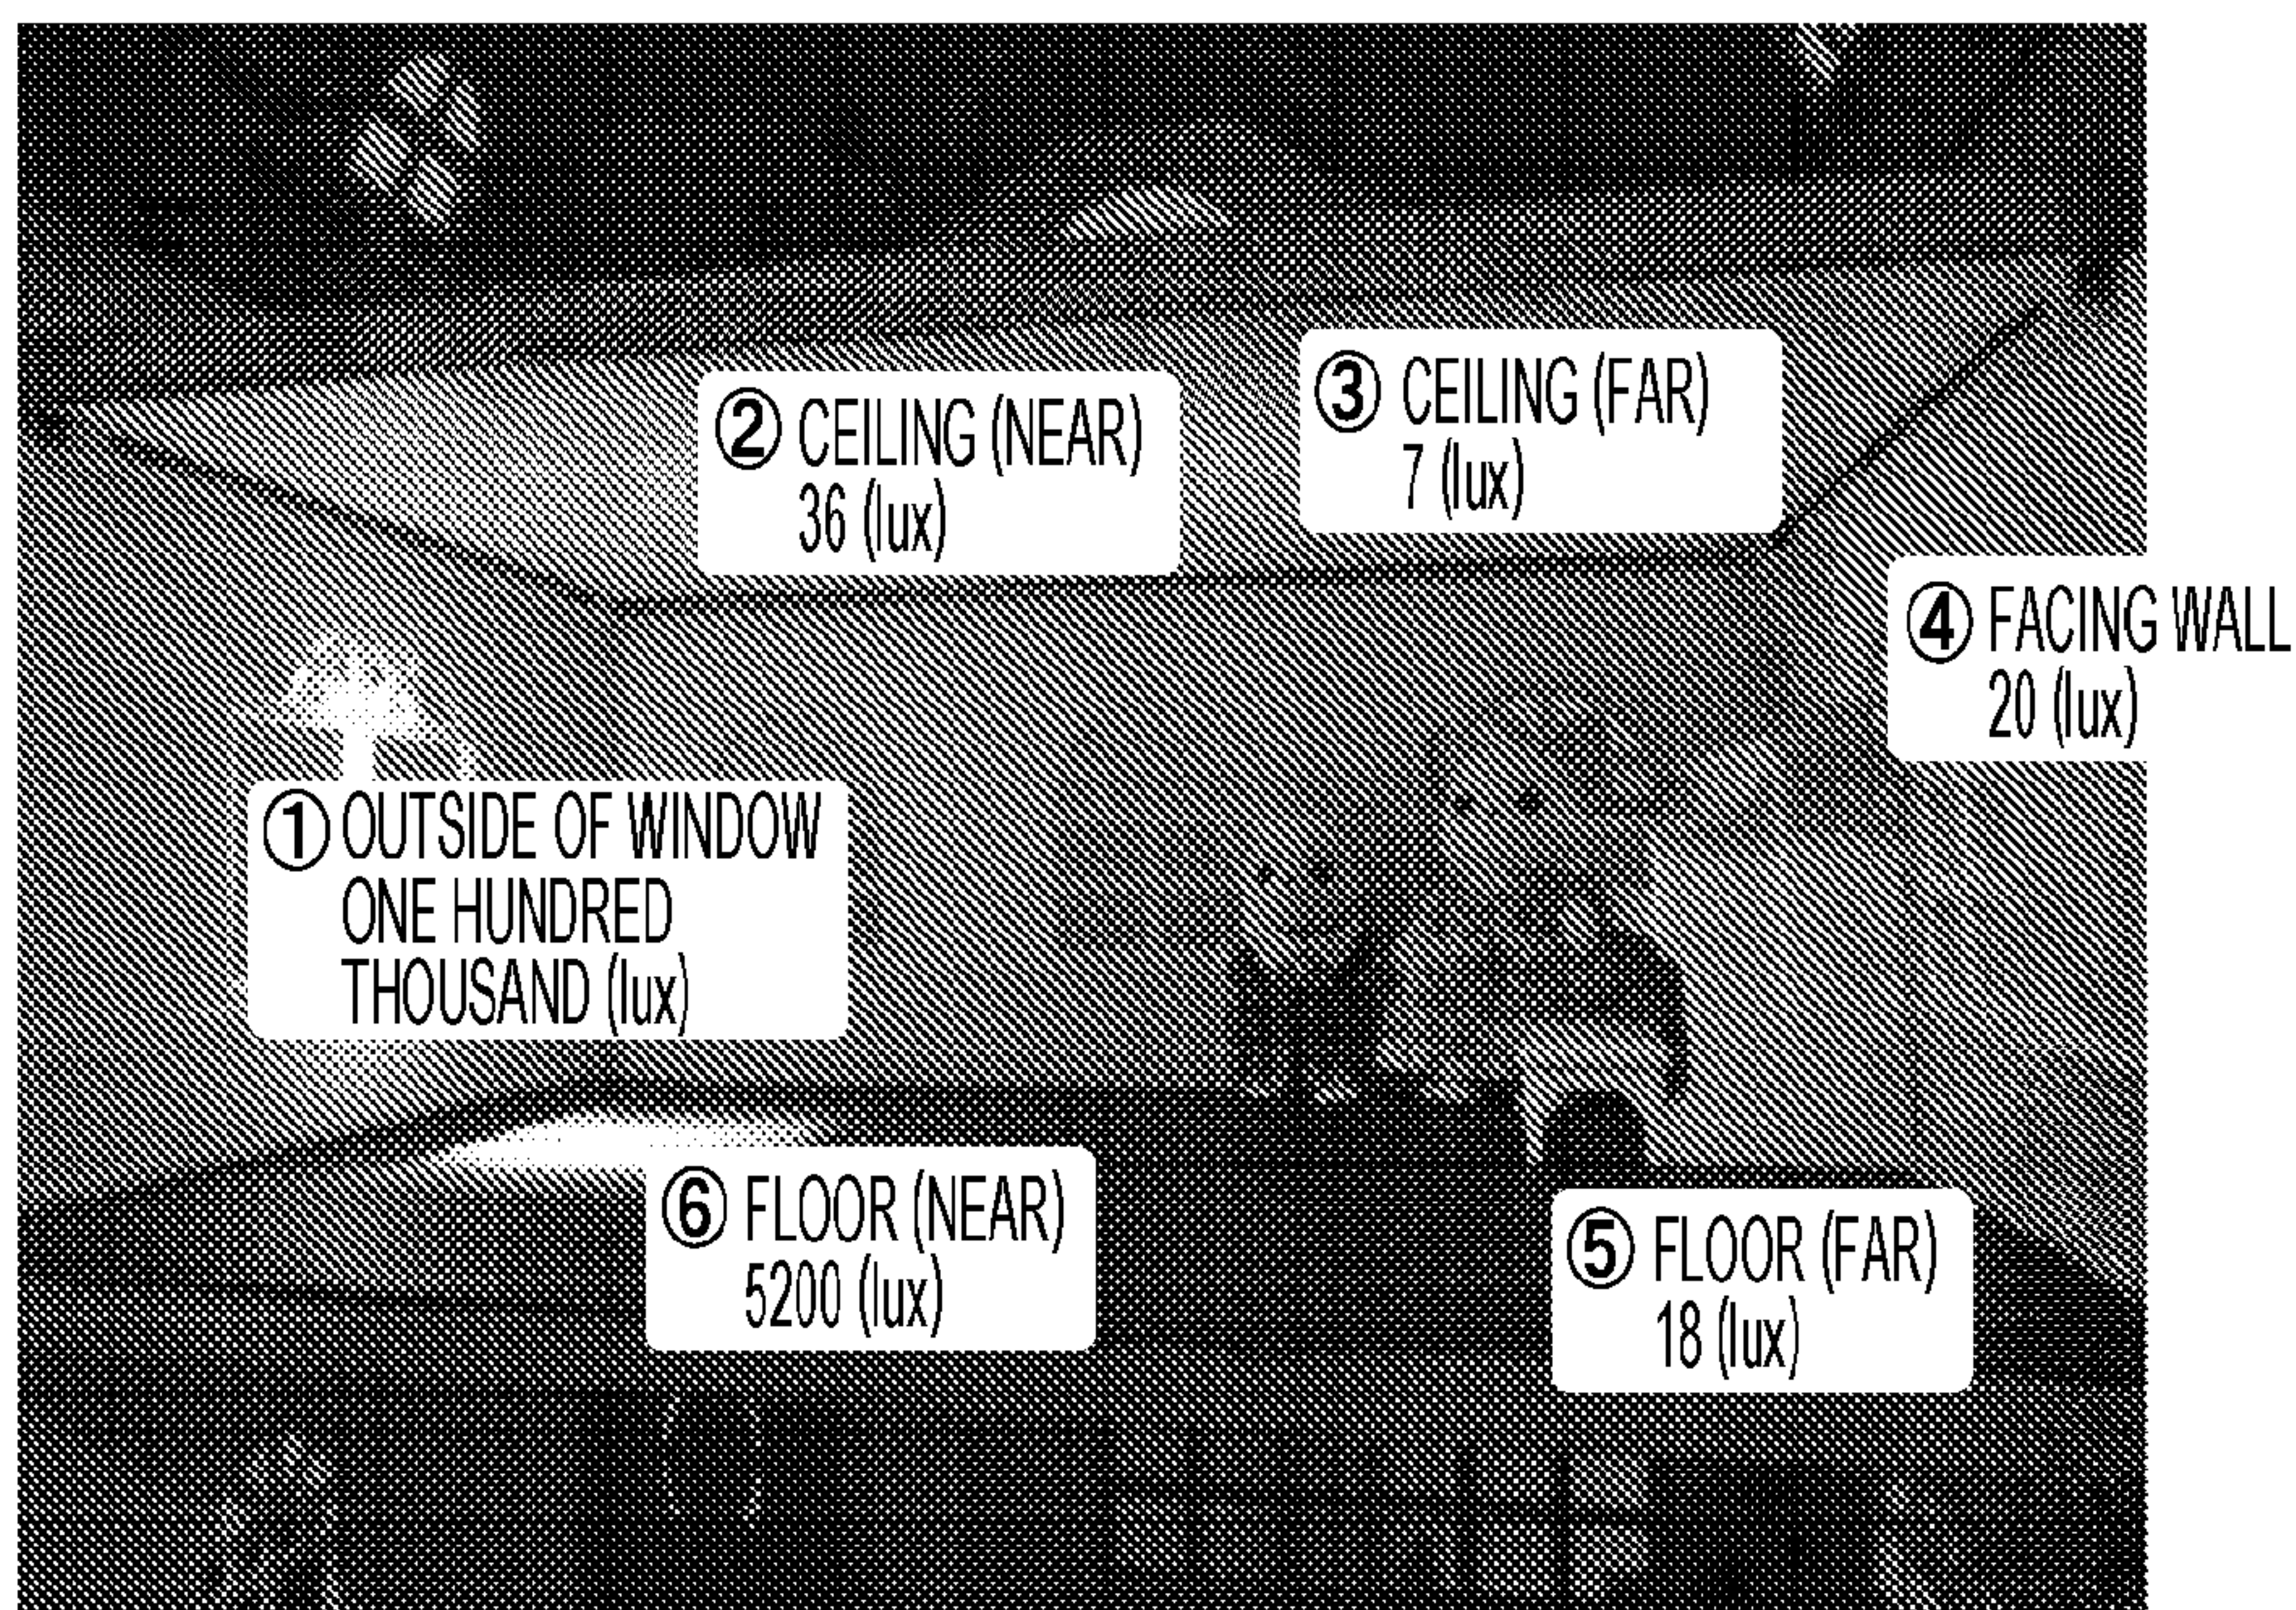 ② CEILING (NEAR)
36 (lux)
③ CEILING (FAR)
7 (lux)
④ FACING WALL
20 (lux)
① OUTSIDE OF WINDOW
ONE HUNDRED
THOUSAND (lux)
⑥ FLOOR (NEAR)
5200 (lux)
⑤ FLOOR (FAR)
18 (lux)